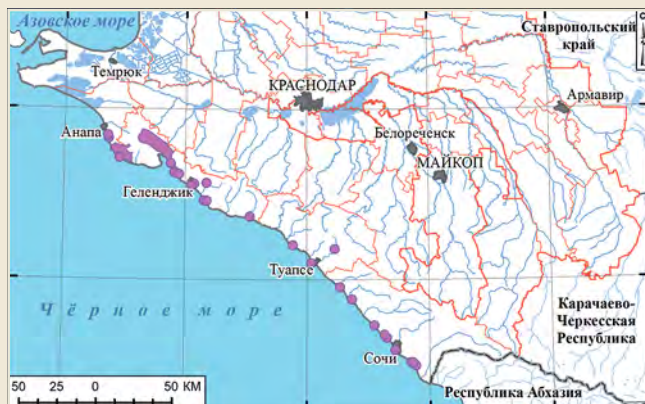 Азовское море
Ставропольский
край
Темрюк
КРАСНОДАР
Армавир
Анапа
Белореченск
МАЙКОП
Геленджик
Туапсе
Чёрное море
Карачаево-
Черкесская
Республика
Сочи
50 0 50 КМ
Республика Абхазия